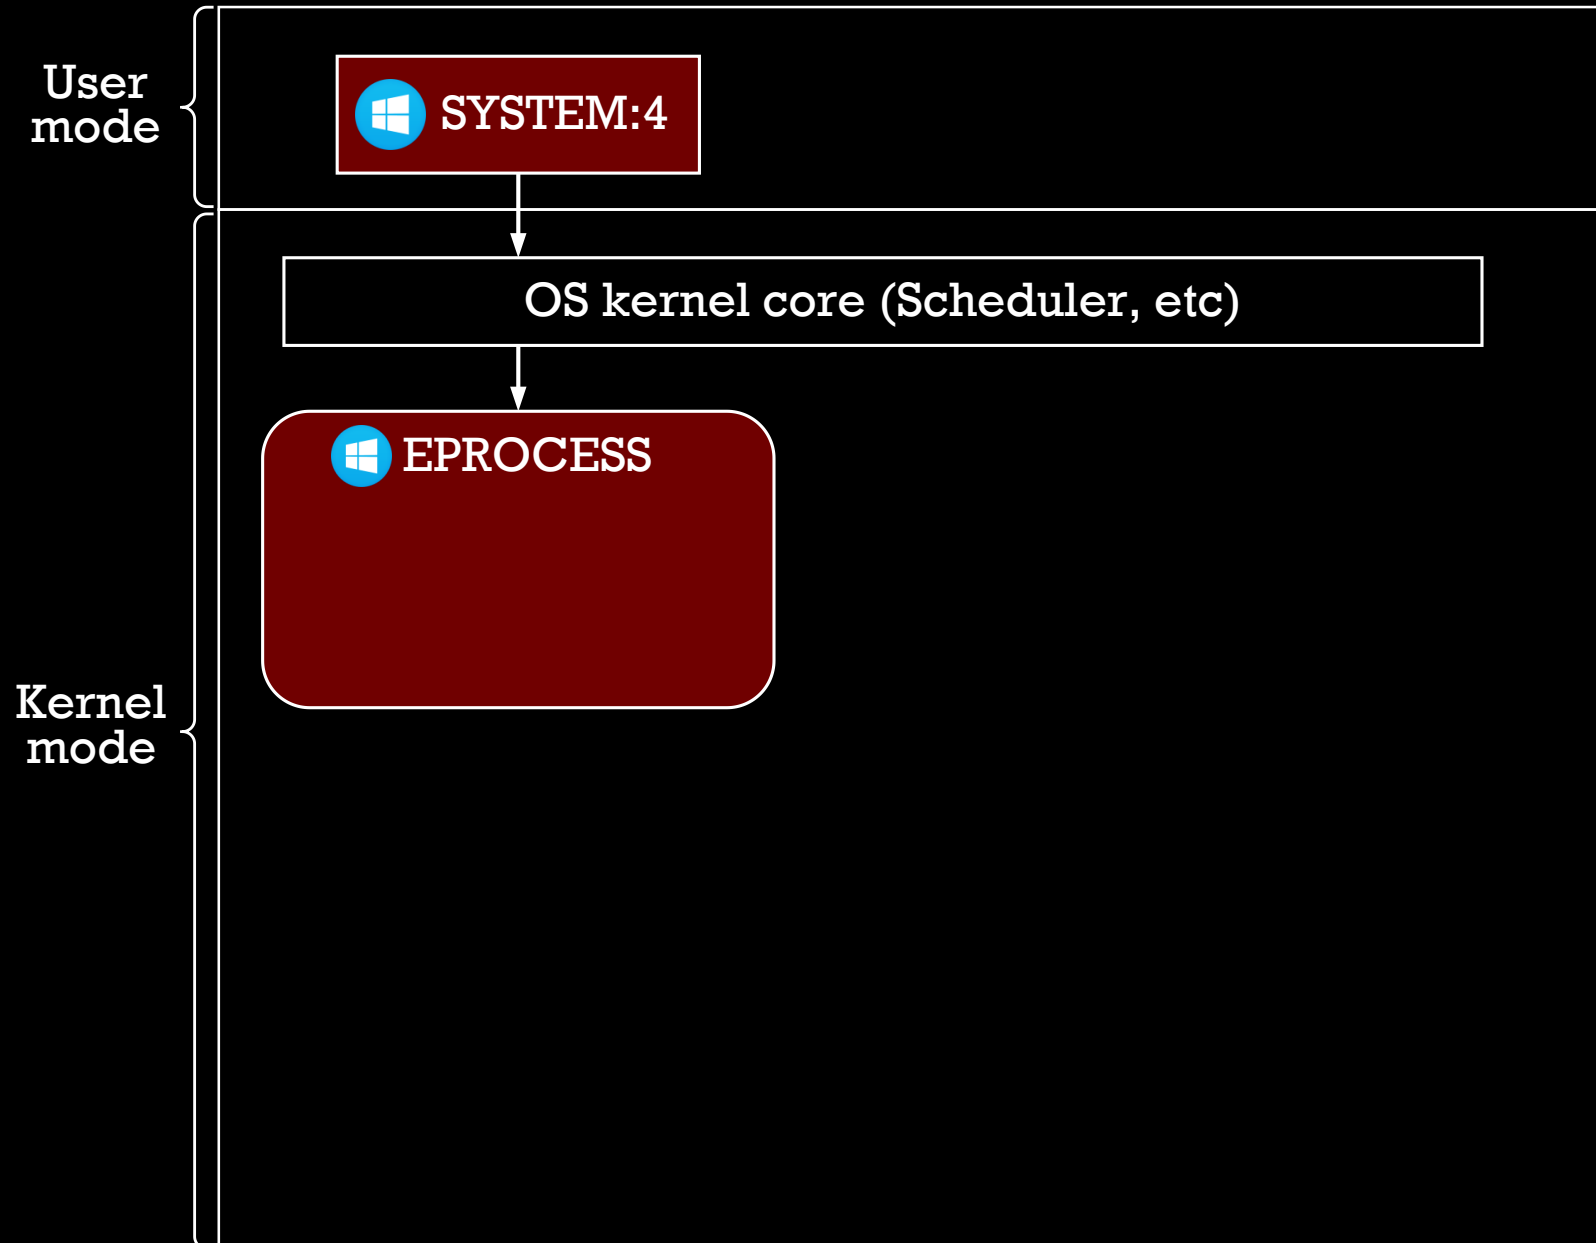 User
mode
SYSTEM:4
OS kernel core (Scheduler, etc)
EPROCESS
Kernel
mode